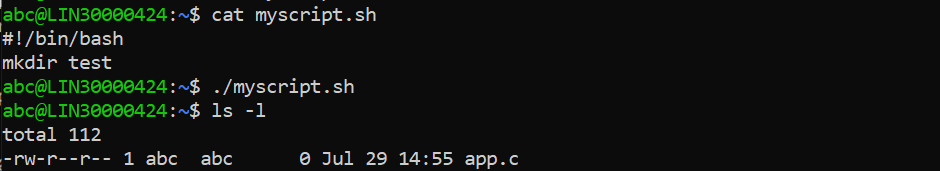 abc@LIN30000424:~$ cat myscript.sh
#!/bin/bash
mkdir test
abc@LIN30000424:~$ ./myscript.sh
abc@LIN30000424:~$ ls -l
total 112
-rw-r--r-- 1 abc  abc      0 Jul 29 14:55 app.c